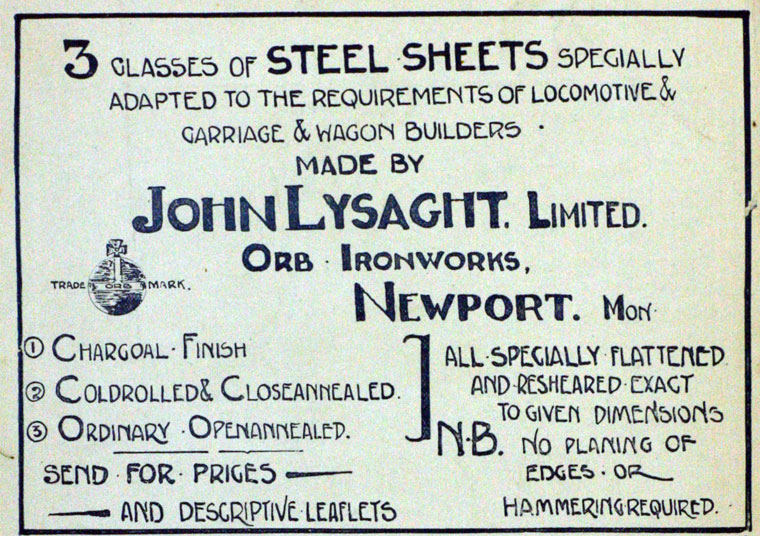 3 CLASSES OF STEEL SHEETS SPECIALLY
ADAPTED TO THE REQUIREMENTS OF LOCOMOTIVE &
CARRIAGE & WAGON BUILDERS ·
MADE BY
JOHN LYSAGHT, LIMITED.
ORB · IRONWORKS,
NEWPORT. MON·
TRADE ORB MARK.
① CHARCOAL · FINISH
② COLDROLLED & CLOSEANNEALED.
③ ORDINARY · OPENANNEALED.
SEND · FOR · PRICES
AND DESCRIPTIVE · LEAFLETS
ALL · SPECIALLY · FLATTENED
AND · RESHEARED · EXACT
TO GIVEN DIMENSIONS
N·B. NO PLANING OF
EDGES · OR
HAMMERING · REQUIRED.